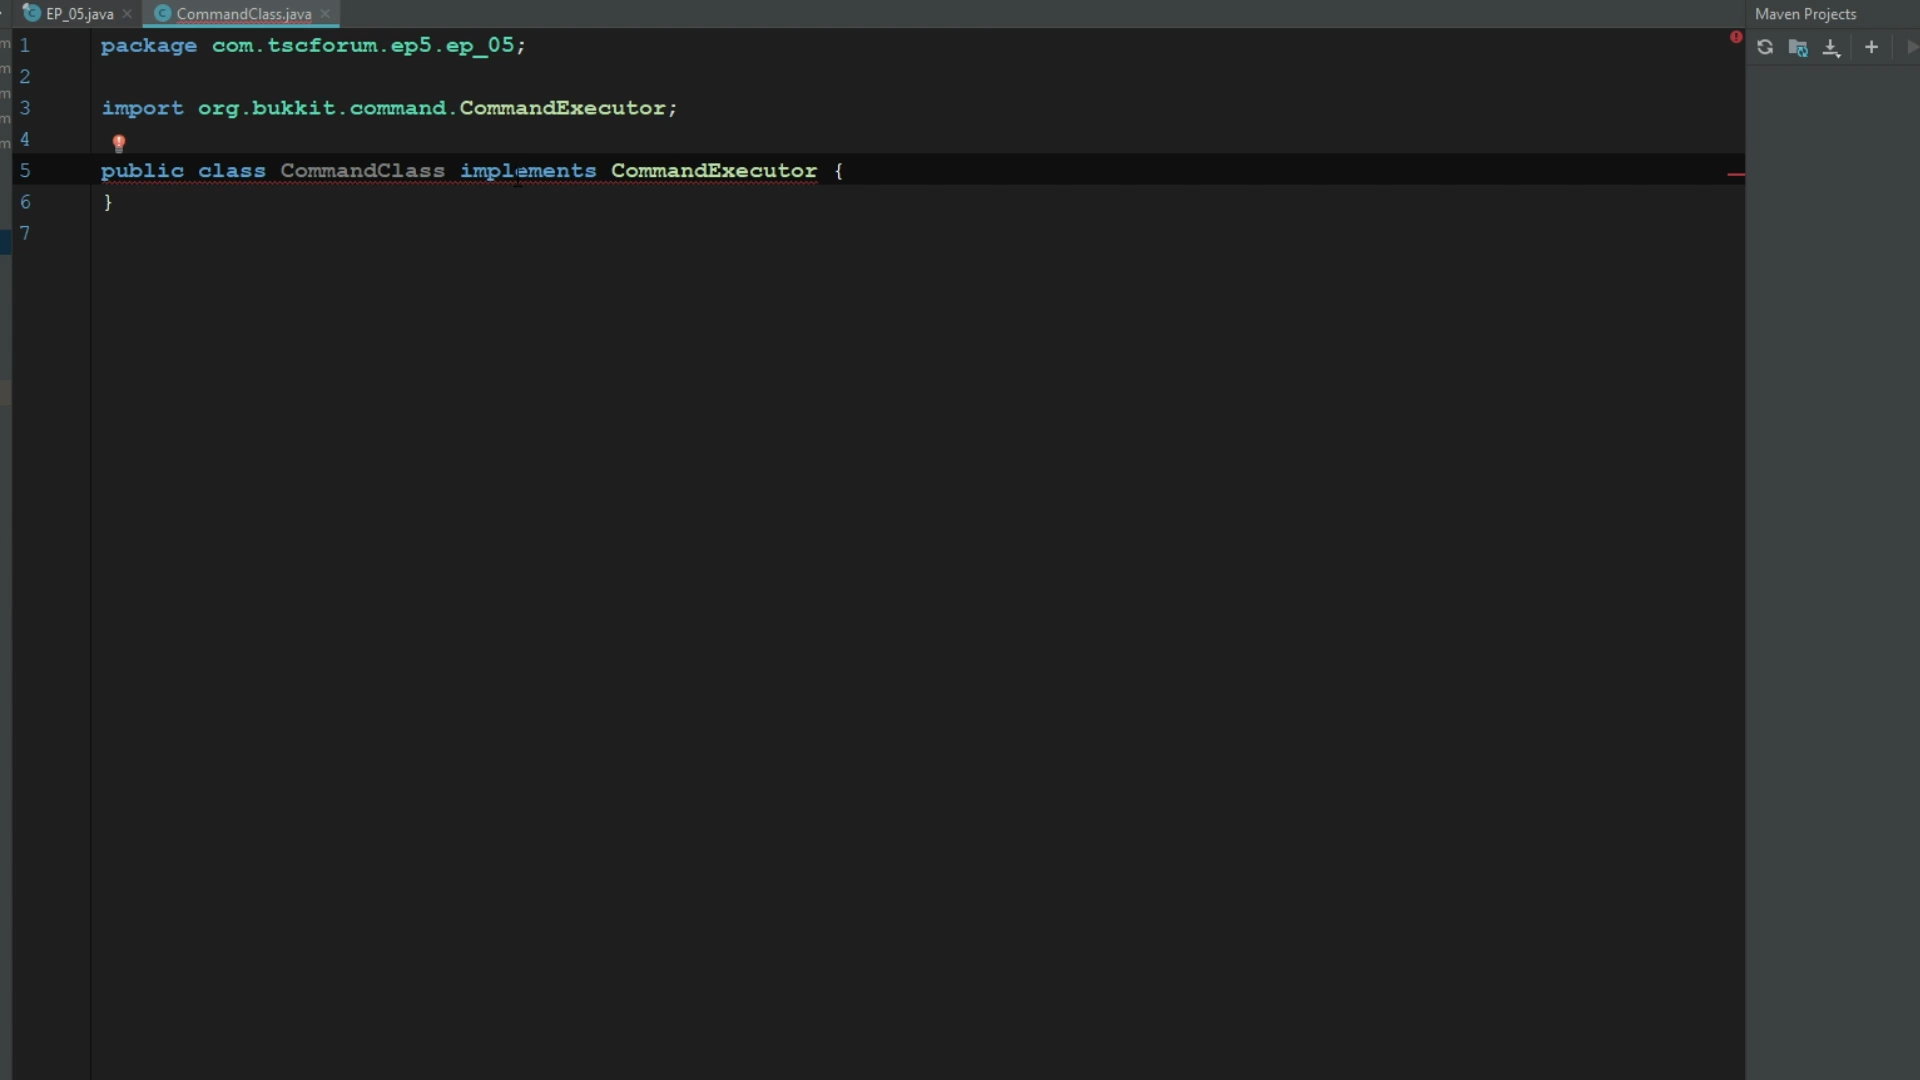 EP_05.java
CommandClass.java
Maven Projects
1 package com.tscforum.ep5.ep_05;
2
3 import org.bukkit.command.CommandExecutor;
4
5 public class CommandClass implements CommandExecutor {
6 }
7